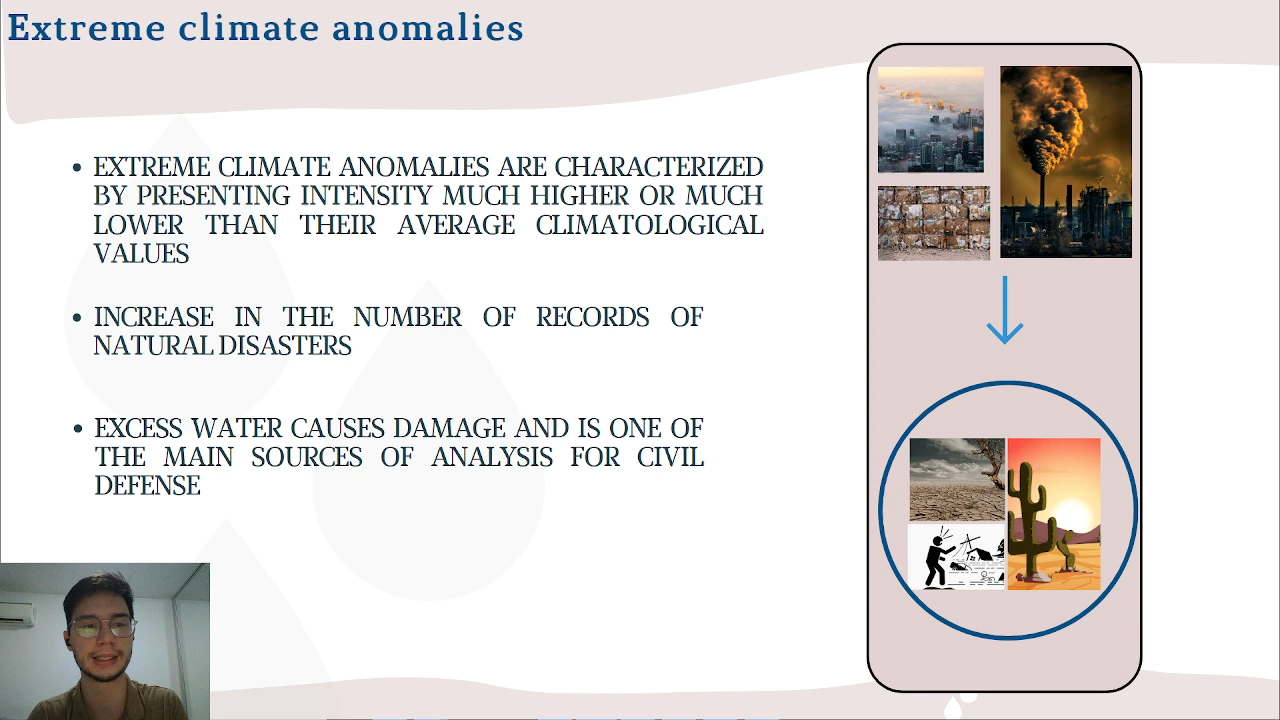 Extreme climate anomalies
• EXTREME CLIMATE ANOMALIES ARE CHARACTERIZED
BY PRESENTING INTENSITY MUCH HIGHER OR MUCH
LOWER THAN THEIR AVERAGE CLIMATOLOGICAL
VALUES
• INCREASE IN THE NUMBER OF RECORDS OF
NATURAL DISASTERS
• EXCESS WATER CAUSES DAMAGE AND IS ONE OF
THE MAIN SOURCES OF ANALYSIS FOR CIVIL
DEFENSE